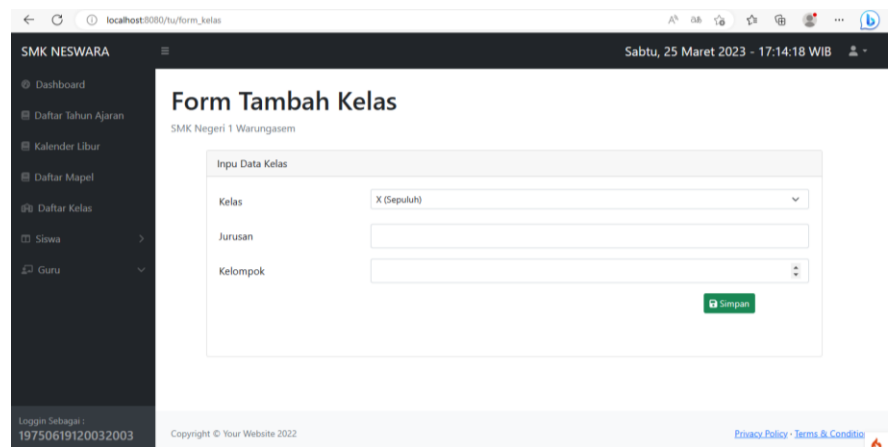 localhost:8080/tu/form_kelas
SMK NESWARA
Sabtu, 25 Maret 2023 - 17:14:18 WIB
Dashboard
Daftar Tahun Ajaran
Kalender Libur
Daftar Mapel
Daftar Kelas
Siswa
Guru
Loggin Sebagai :
19750619120032003
Form Tambah Kelas
SMK Negeri 1 Warungasem
Inpu Data Kelas
Kelas X (Sepuluh)
Jurusan
Kelompok
Simpan
Copyright © Your Website 2022
Privacy Policy · Terms & Conditio